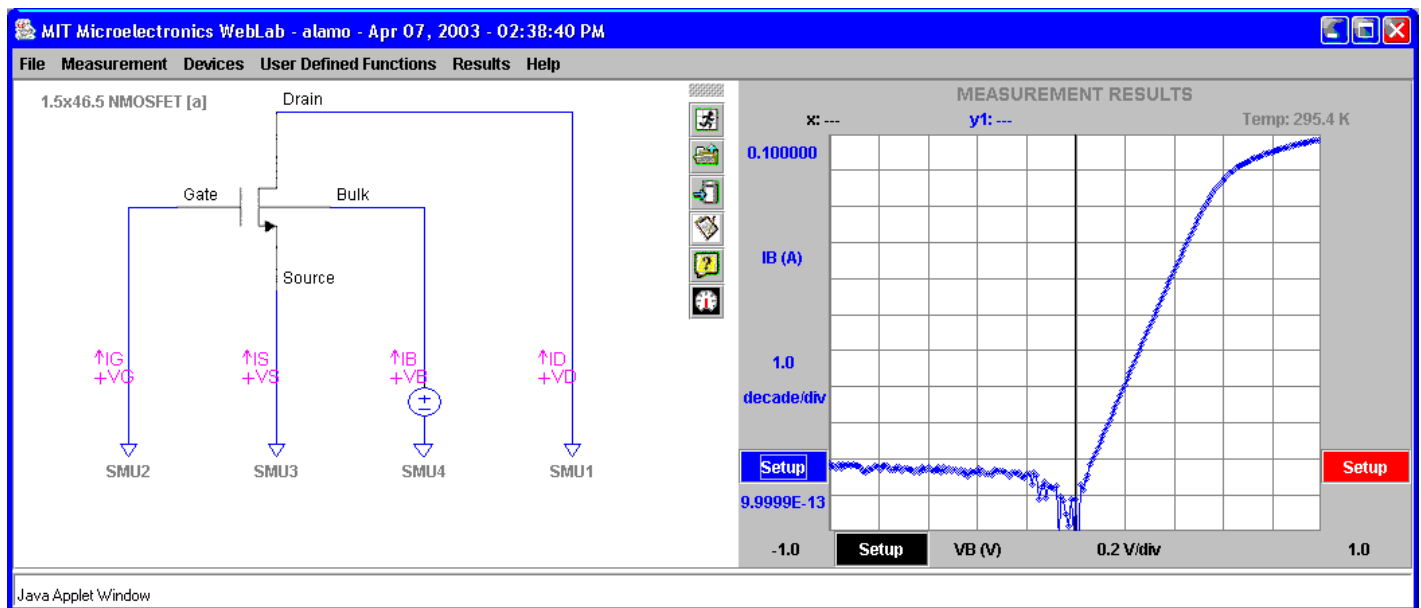 MIT Microelectronics WebLab - alamo - Apr 07, 2003 - 02:38:40 PM
File Measurement Devices User Defined Functions Results Help
1.5x46.5 NMOSFET [a]
Drain
Gate
Bulk
Source
↑IG
+VG
↑IS
+VS
↑IB
+VB
↑ID
+VD
SMU2
SMU3
SMU4
SMU1
MEASUREMENT RESULTS
x: ---
y1: ---
Temp: 295.4 K
0.100000
IB (A)
1.0
decade/div
Setup
9.9999E-13
Setup
-1.0
Setup
VB (V)
0.2 V/div
1.0
Java Applet Window